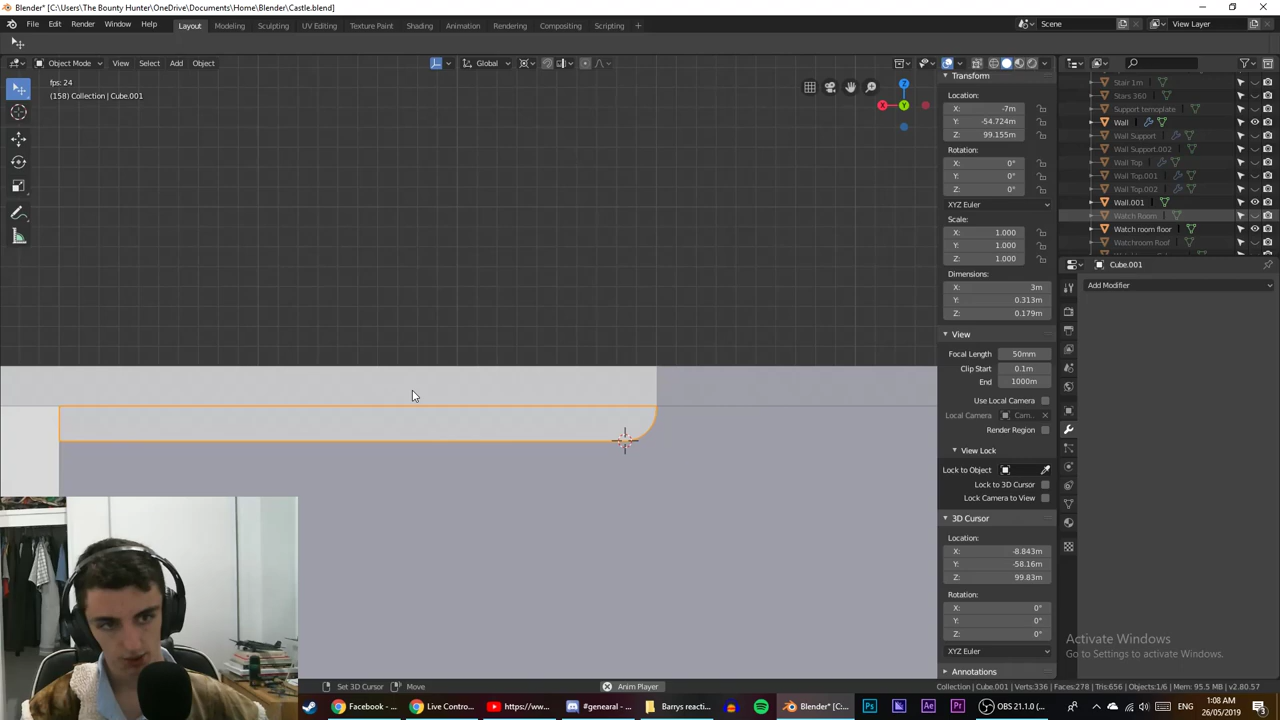 Blender* [C:\Users\The Bounty Hunter\OneDrive\Documents\Home\Blender\Castle.blend]
File Edit Render Window Help Layout Modeling Sculpting UV Editing Texture Paint Shading Animation Rendering Compositing Scripting + Scene View Layer
Object Mode View Select Add Object Global
fps: 24
(158) Collection | Cube.001
Transform
Location:
X: -7m
Y: -54.724m
Z: 99.155m
Rotation:
X: 0°
Y: 0°
Z: 0°
XYZ Euler
Scale:
X: 1.000
Y: 1.000
Z: 1.000
Dimensions:
X: 3m
Y: 0.313m
Z: 0.179m
View
Focal Length 50mm
Clip Start 0.1m
End 1000m
Use Local Camera
Local Camera Cam...
Render Region
View Lock
Lock to Object
Lock to 3D Cursor
Lock Camera to View
3D Cursor
Location:
X: -8.843m
Y: -58.16m
Z: 99.83m
Rotation:
X: 0°
Y: 0°
Z: 0°
XYZ Euler
Annotations
Stair 1m
Stars 360
Support temoplate
Wall
Wall Support
Wall Support.002
Wall Top
Wall Top.001
Wall Top.002
Wall.001
Watch Room
Watch room floor
Watchroom Roof
Cube.001
Add Modifier
Activate Windows
Go to Settings to activate Windows.
Set 3D Cursor Move Anim Player Collection | Cube.001 | Verts:336 | Faces:278 | Tris:656 | Objects:1/6 | Mem: 95.5 MB | v2.80.57
Facebook - ... Live Contro... https://ww... #genearal - ... Barrys reacti... Blender* [C:... OBS 21.1.0 (... ENG 1:08 AM 26/05/2019